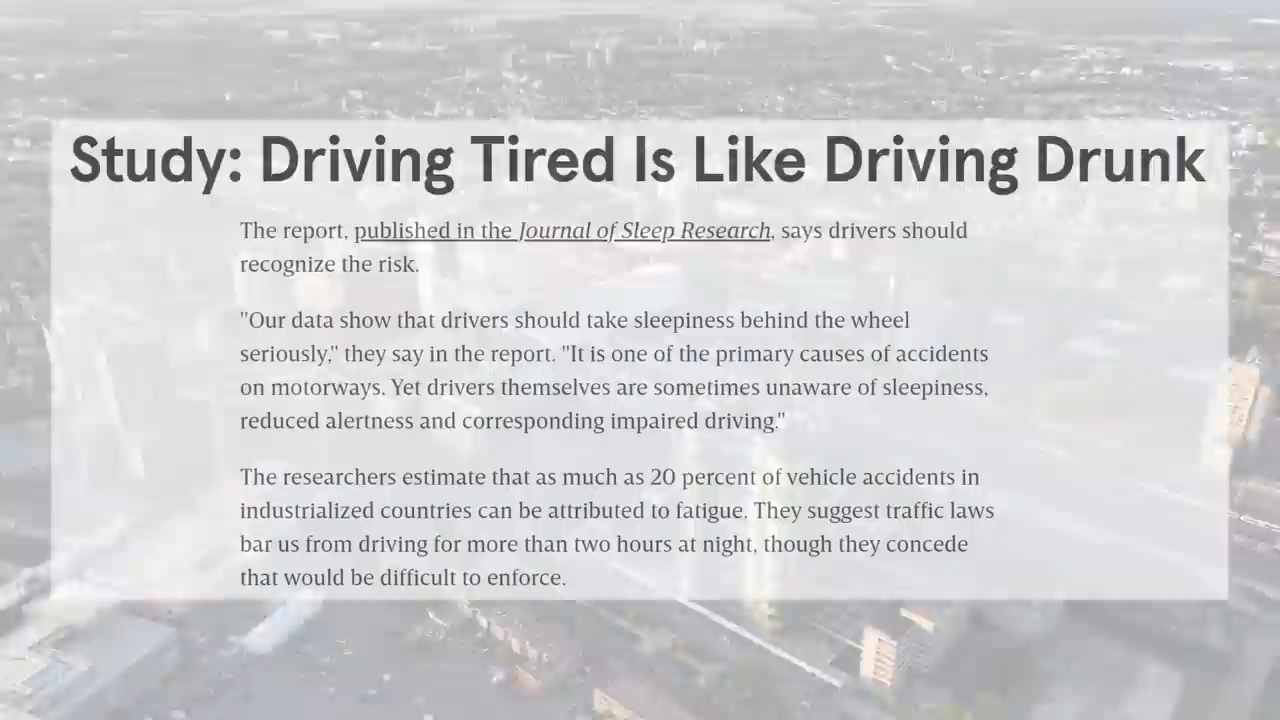 Study: Driving Tired Is Like Driving Drunk
The report, published in the Journal of Sleep Research, says drivers should
recognize the risk.
"Our data show that drivers should take sleepiness behind the wheel
seriously," they say in the report. "It is one of the primary causes of accidents
on motorways. Yet drivers themselves are sometimes unaware of sleepiness,
reduced alertness and corresponding impaired driving."
The researchers estimate that as much as 20 percent of vehicle accidents in
industrialized countries can be attributed to fatigue. They suggest traffic laws
bar us from driving for more than two hours at night, though they concede
that would be difficult to enforce.